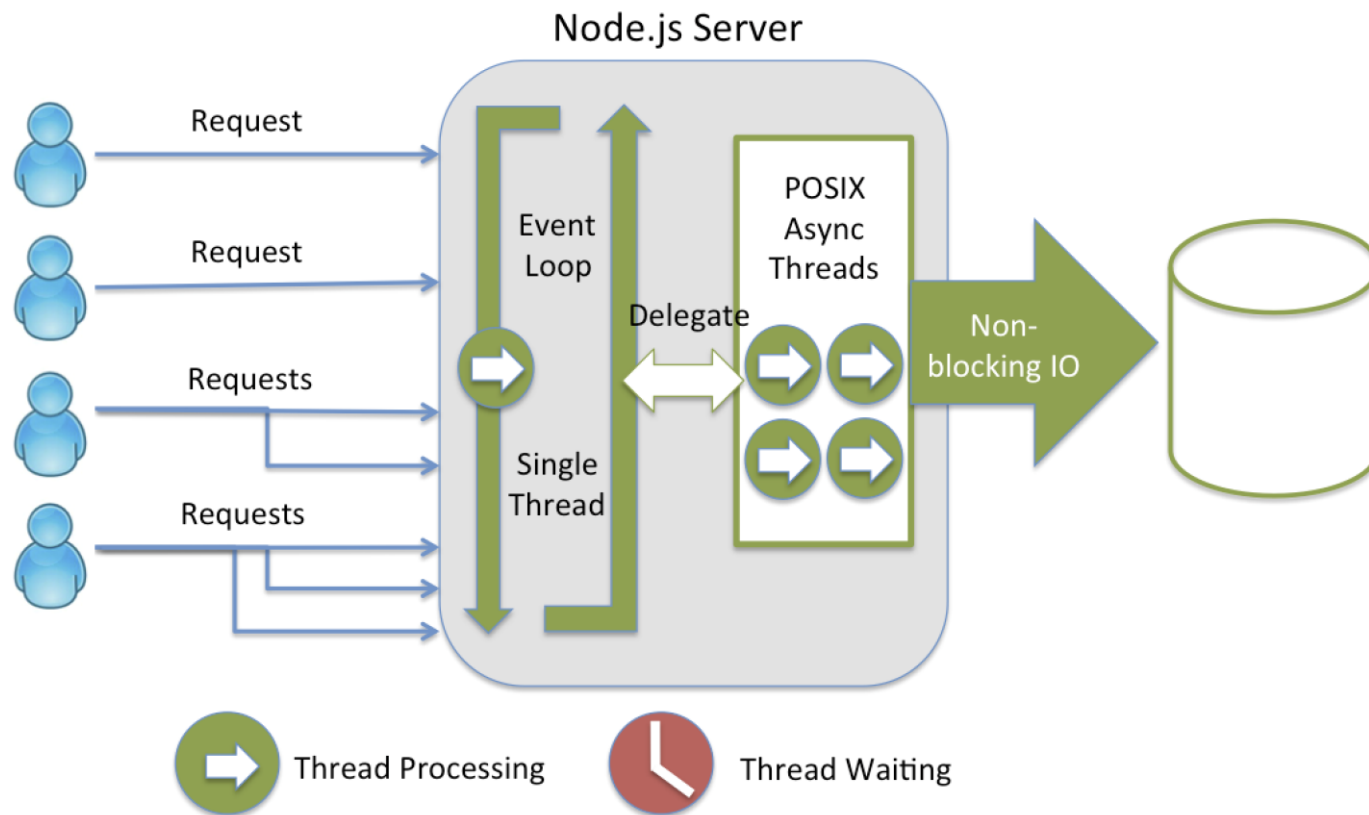 Node.js Server
Request
Request
Requests
Requests
Event
Loop
Single
Thread
Delegate
POSIX
Async
Threads
Non-
blocking IO
Thread Processing
Thread Waiting